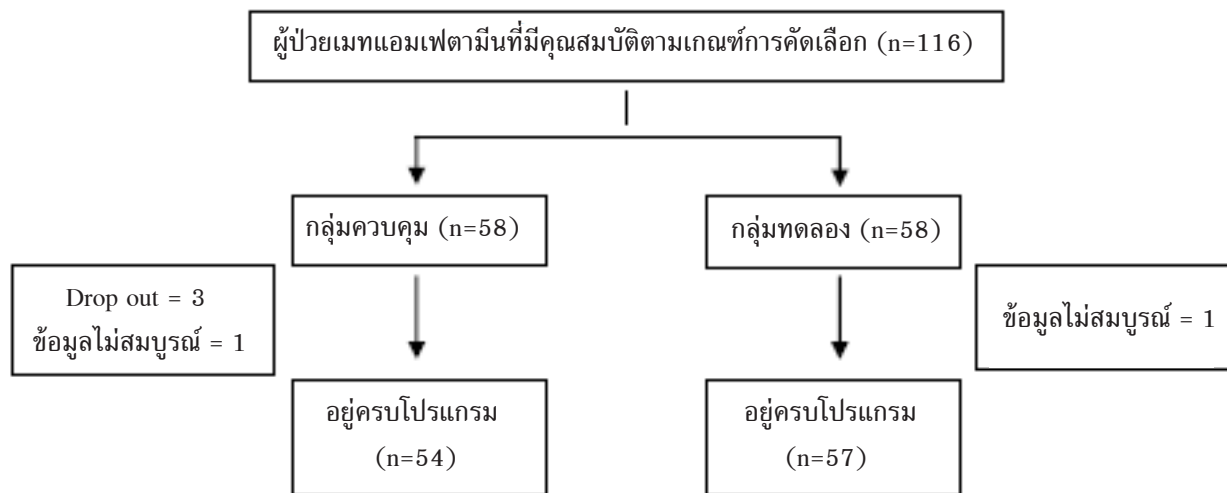 ผู้ป่วยเมทแอมเฟตามีนที่มีคุณสมบัติตามเกณฑ์การคัดเลือก (n=116)
กลุ่มควบคุม (n=58)
กลุ่มทดลอง (n=58)
Drop out = 3
ข้อมูลไม่สมบูรณ์ = 1
ข้อมูลไม่สมบูรณ์ = 1
อยู่ครบโปรแกรม
(n=54)
อยู่ครบโปรแกรม
(n=57)